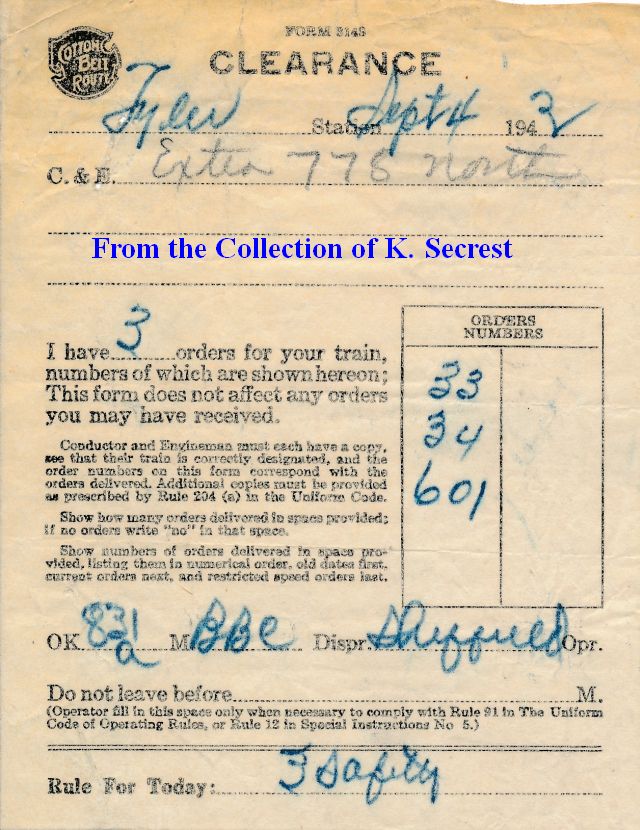 COTTON BELT ROUTE
FORM 3149
CLEARANCE
Tyler Station Sept 4 1942
C. & E. Extra 778 North
From the Collection of K. Secrest
I have 3 orders for your train,
numbers of which are shown hereon;
This form does not affect any orders
you may have received.
Conductor and Engineman must each have a copy,
see that their train is correctly designated, and the
order numbers on this form correspond with the
orders delivered. Additional copies must be provided
as prescribed by Rule 204 (a) in the Uniform Code.
Show how many orders delivered in space provided;
if no orders write "no" in that space.
Show numbers of orders delivered in space pro-
vided, listing them in numerical order, old dates first,
current orders next, and restricted speed orders last.
ORDERS
NUMBERS
33
34
601
OK 831 a M BBC Dispr. Sheffield Opr.
Do not leave before M.
(Operator fill in this space only when necessary to comply with Rule 91 in The Uniform
Code of Operating Rules, or Rule 12 in Special Instructions No 5.)
Rule For Today: 3 Safety